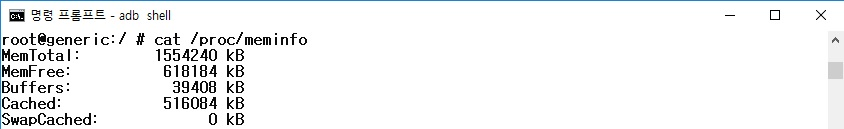 명령 프롬프트 - adb shell
root@generic:/ # cat /proc/meminfo
MemTotal: 1554240 kB
MemFree: 618184 kB
Buffers: 39408 kB
Cached: 516084 kB
SwapCached: 0 kB